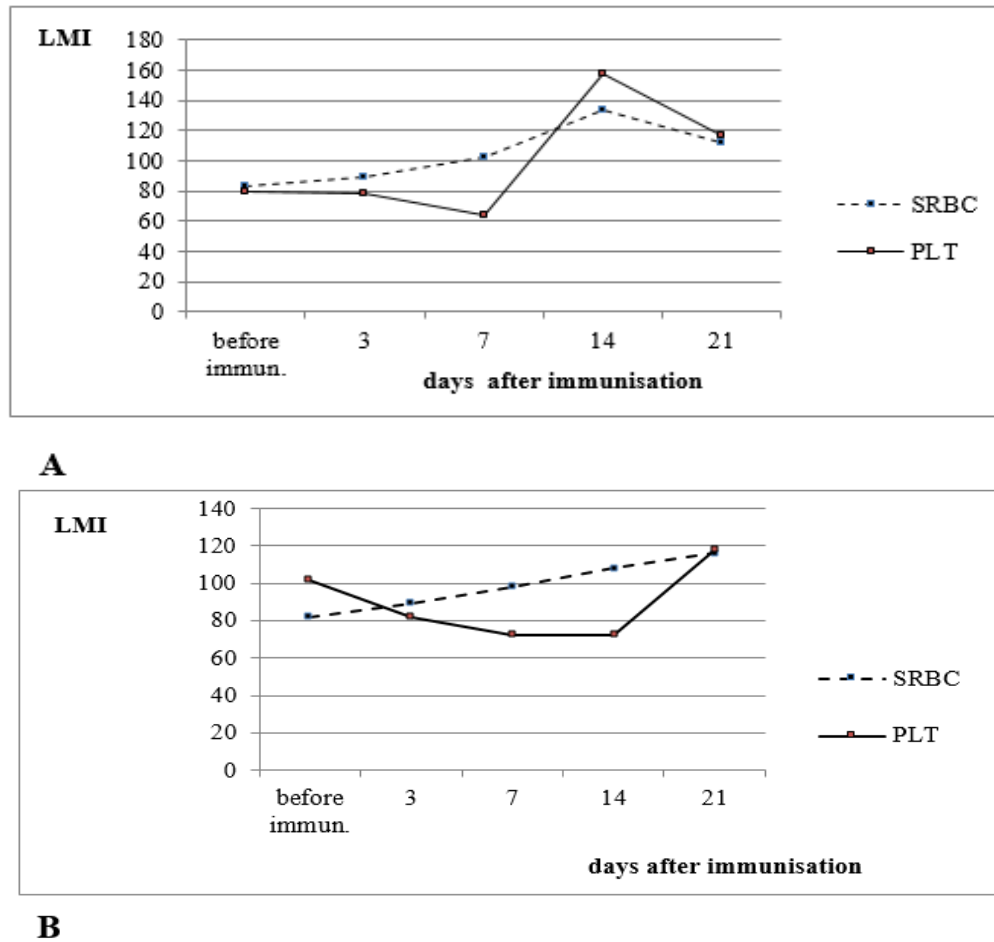 LMI
180
160
140
120
100
80
60
40
20
0
before immun. 3 7 14 21
days after immunisation
SRBC
PLT
A
LMI
140
120
100
80
60
40
20
0
before immun. 3 7 14 21
days after immunisation
SRBC
PLT
B